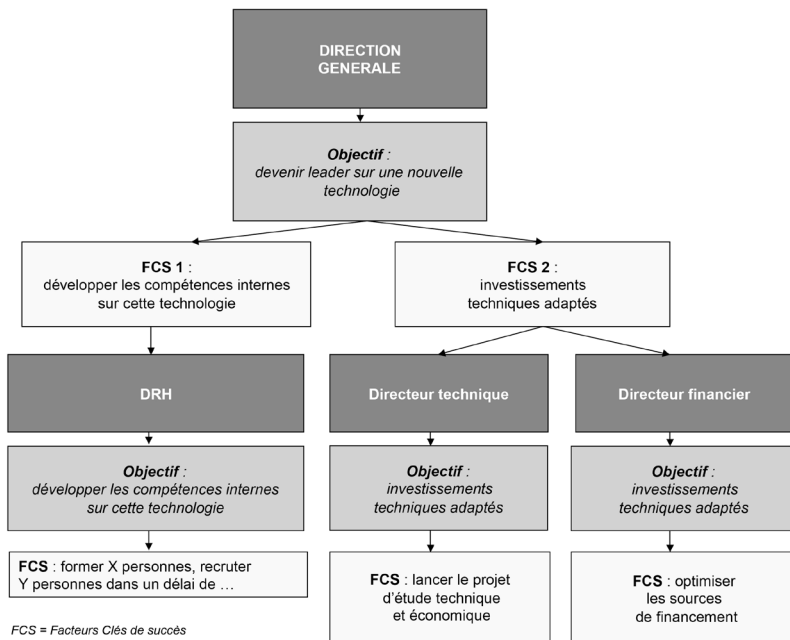 DIRECTION
GENERALE
Objectif :
devenir leader sur une nouvelle
technologie
FCS 1 :
développer les compétences internes
sur cette technologie
FCS 2 :
investissements
techniques adaptés
DRH
Directeur technique
Directeur financier
Objectif :
développer les compétences internes
sur cette technologie
Objectif :
investissements
techniques adaptés
Objectif :
investissements
techniques adaptés
FCS : former X personnes, recruter
Y personnes dans un délai de ...
FCS : lancer le projet
d'étude technique
et économique
FCS : optimiser
les sources
de financement
FCS = Facteurs Clés de succès